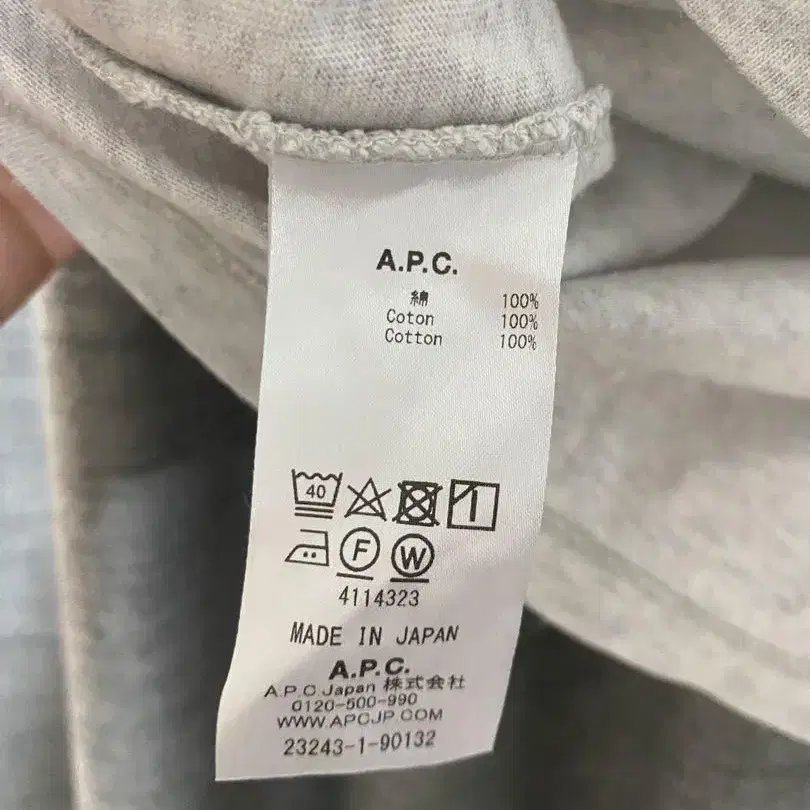 A.P.C.
綿 100%
Coton 100%
Cotton 100%
40
F W
4114323
MADE IN JAPAN
A.P.C.
A.P.C.Japan 株式会社
0120-500-990
WWW.APCJP.COM
23243-1-90132